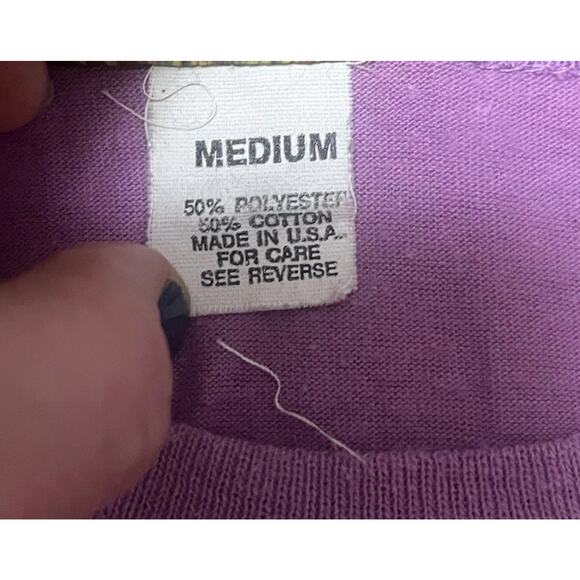 MEDIUM
50% POLYESTER
50% COTTON
MADE IN U.S.A.
FOR CARE
SEE REVERSE